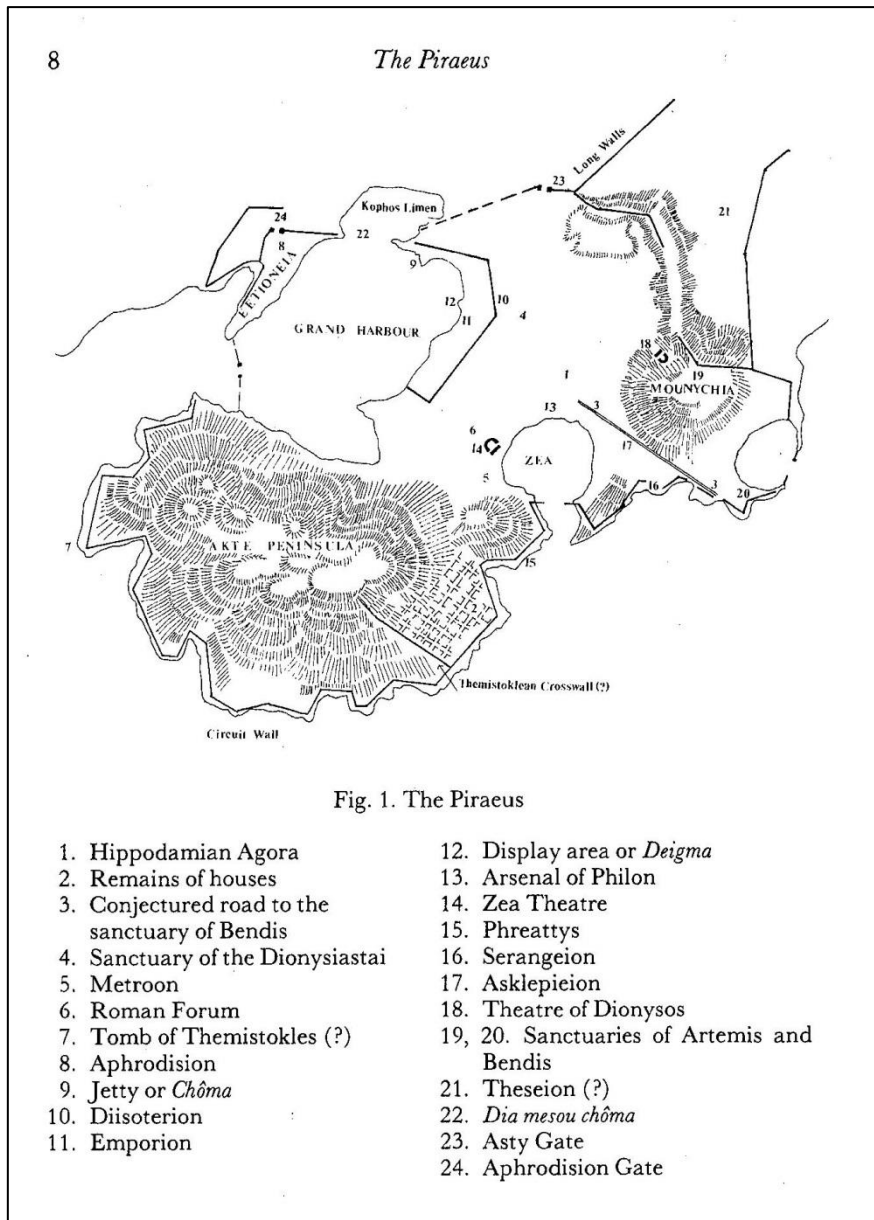 8
The Piraeus
Long Walls
23
Kophos Limen
24
22
21
8
9
EETIONEIA
12
10
GRAND HARBOUR
11
4
18
19
1
MOUNYCHIA
3
13
6
17
14
ZEA
5
16
3
20
7
AKTE PENINSULA
15
2
Themistoklean Crosswall (?)
Circuit Wall
Fig. 1. The Piraeus
1. Hippodamian Agora
2. Remains of houses
3. Conjectured road to the
sanctuary of Bendis
4. Sanctuary of the Dionysiastai
5. Metroon
6. Roman Forum
7. Tomb of Themistokles (?)
8. Aphrodision
9. Jetty or Chôma
10. Diisoterion
11. Emporion
12. Display area or Deigma
13. Arsenal of Philon
14. Zea Theatre
15. Phreattys
16. Serangeion
17. Asklepieion
18. Theatre of Dionysos
19, 20. Sanctuaries of Artemis and
Bendis
21. Theseion (?)
22. Dia mesou chôma
23. Asty Gate
24. Aphrodision Gate